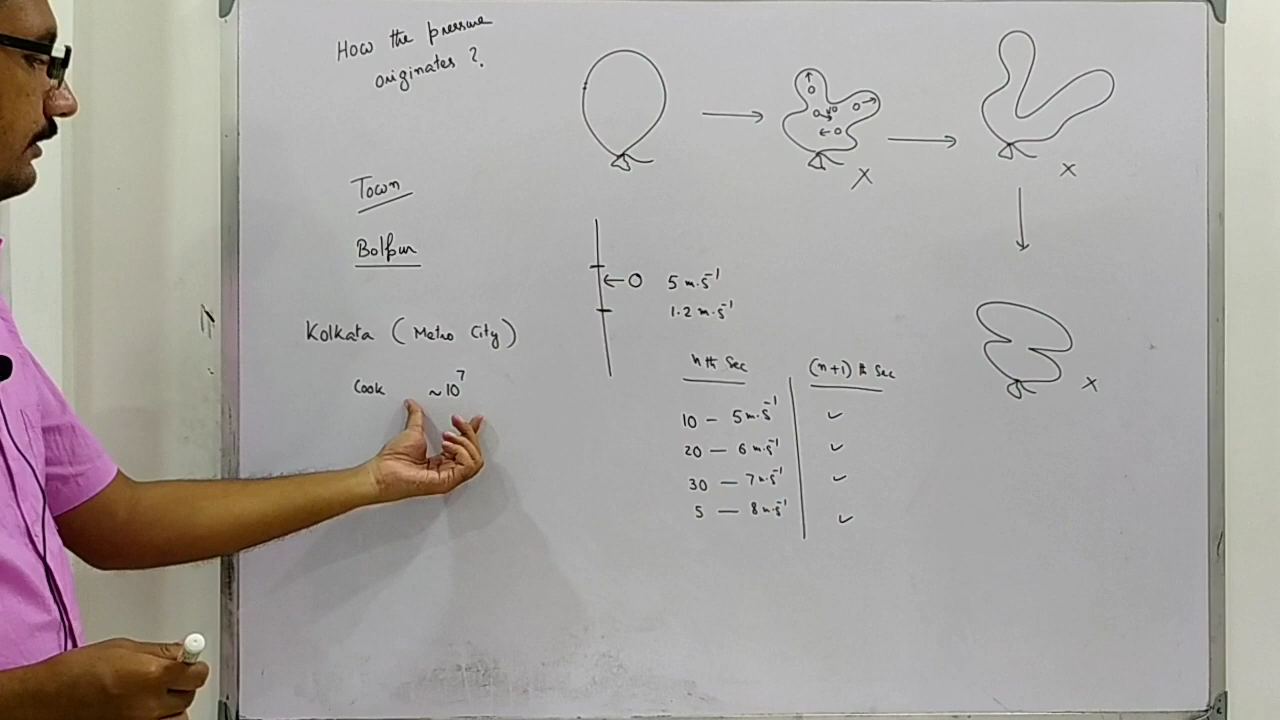 How the pressure
originates ?
Town
Bolpur
Kolkata ( Metro City )
Cook ~10⁷
X
X
X
5 m.s⁻¹
1.2 m.s⁻¹
nth Sec
(n+1) th Sec
10 – 5 m.s⁻¹ ✓
20 — 6 m.s⁻¹ ✓
30 — 7 m.s⁻¹ ✓
5 — 8 m.s⁻¹ ✓